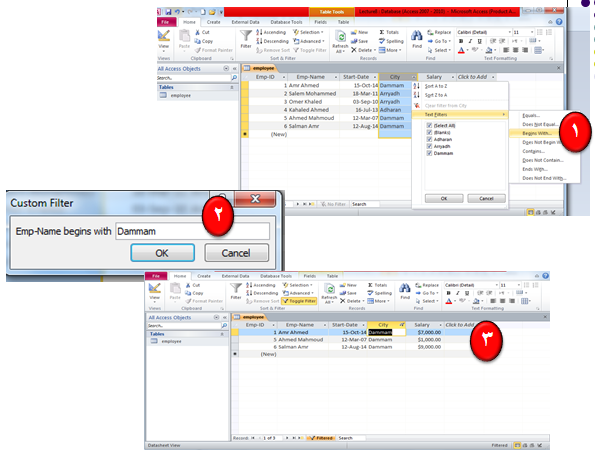 Table Tools
Lecture8 : Database (Access 2007 - 2010) - Microsoft Access (Product A...
File Home Create External Data Database Tools Fields Table
View Paste Cut Copy Format Painter Filter Ascending Descending Remove Sort Selection Advanced Toggle Filter Refresh All New Save Delete Totals Spelling More Find Replace Go To Select Calibri (Detail) 11
Views Clipboard Sort & Filter Records Find Text Formatting
All Access Objects
Search...
Tables
employee
employee
Emp-ID Emp-Name Start-Date City Salary Click to Add
1 Amr Ahmed 15-Oct-14 Dammam
2 Salem Mohammed 18-Mar-11 Arryadh
3 Omer Khaled 03-Sep-10 Arryadh
4 Kahaled Ahmed 16-Jul-13 Adharan
5 Ahmed Mahmoud 12-Mar-07 Dammam
6 Salman Amr 12-Aug-14 Dammam
(New)
Sort A to Z
Sort Z to A
Clear filter from City
Text Filters
(Select All)
(Blanks)
Adharan
Arryadh
Dammam
OK Cancel
Equals...
Does Not Equal...
Begins With...
Does Not Begin W
Contains...
Does Not Contain...
Ends With...
Does Not End With...
١
No Filter Search
Custom Filter
٢
Emp-Name begins with Dammam
OK Cancel
File Home Create External Data Database Tools Fields Table
View Paste Cut Copy Format Painter Filter Ascending Descending Remove Sort Selection Advanced Toggle Filter Refresh All New Save Delete Totals Spelling More Find Replace Go To Select Calibri (Detail) 11
Views Clipboard Sort & Filter Records Find Text Formatting
All Access Objects
Search...
Tables
employee
employee
Emp-ID Emp-Name Start-Date City Salary Click to Add
1 Amr Ahmed 15-Oct-14 Dammam $7,000.00
5 Ahmed Mahmoud 12-Mar-07 Dammam $1,000.00
6 Salman Amr 12-Aug-14 Dammam $9,000.00
(New)
٣
Record: 1 of 3 Filtered Search
Datasheet View Filtered